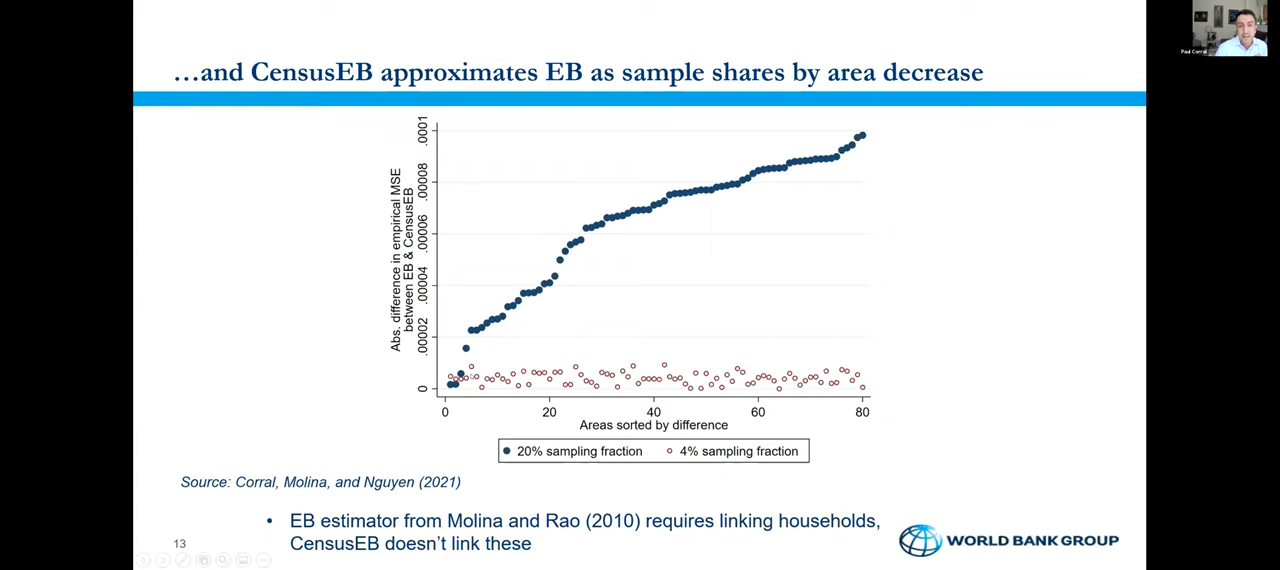 Paul Corral
…and CensusEB approximates EB as sample shares by area decrease
Abs. difference in empirical MSE
between EB & CensusEB
.0001
.00008
.00006
.00004
.00002
0
0 20 40 60 80
Areas sorted by difference
20% sampling fraction 4% sampling fraction
Source: Corral, Molina, and Nguyen (2021)
• EB estimator from Molina and Rao (2010) requires linking households,
CensusEB doesn’t link these
13
WORLD BANK GROUP